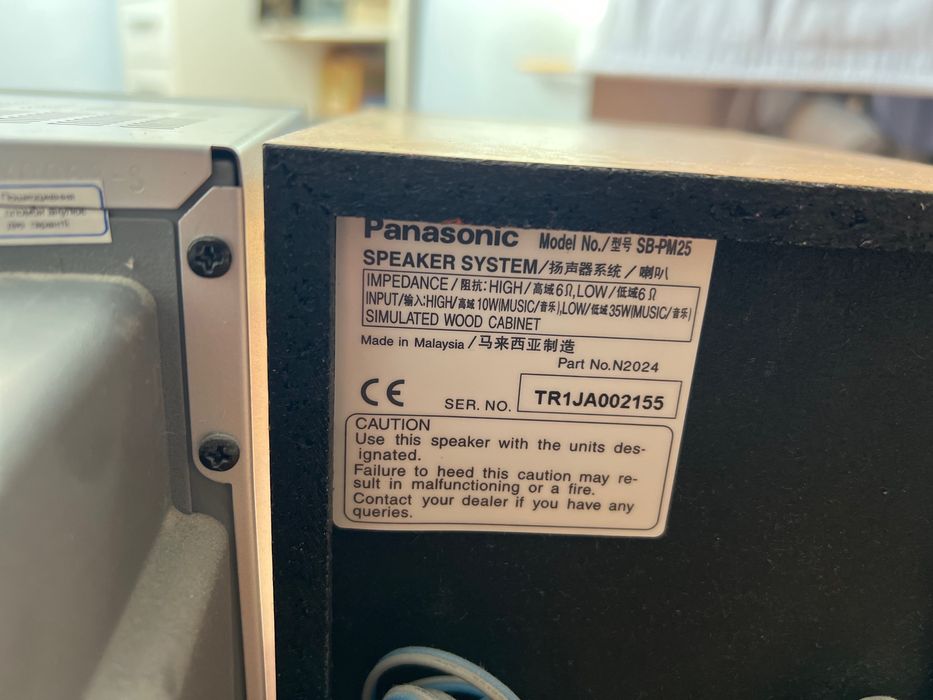 Panasonic Model No./型号 SB-PM25
SPEAKER SYSTEM/扬声器系统/喇叭
IMPEDANCE/阻抗:HIGH/高域6Ω,LOW/低域6Ω
INPUT/输入:HIGH/高域10W(MUSIC/音乐),LOW/低域35W(MUSIC/音乐)
SIMULATED WOOD CABINET
Made in Malaysia/马来西亚制造
Part No.N2024
CE SER. NO. TR1JA002155
CAUTION
Use this speaker with the units des-
ignated.
Failure to heed this caution may re-
sult in malfunctioning or a fire.
Contact your dealer if you have any
queries.